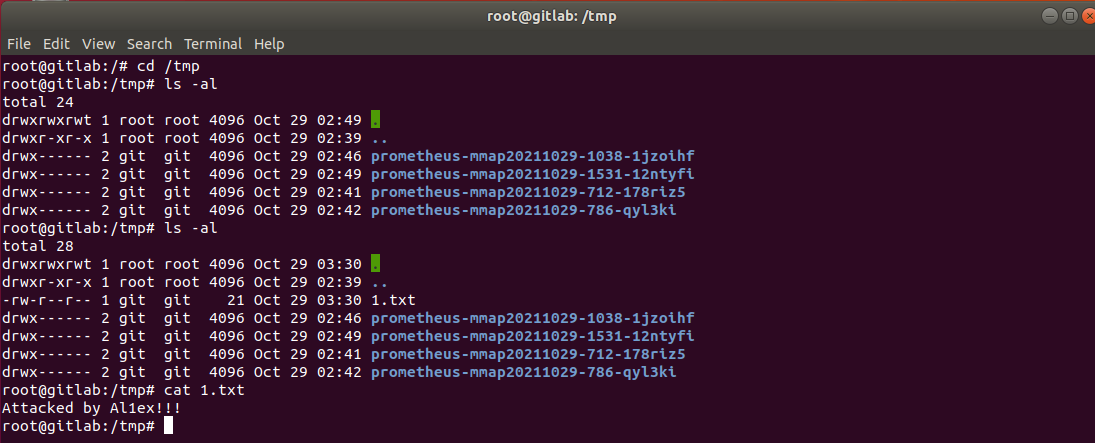 root@gitlab: /tmp
File Edit View Search Terminal Help
root@gitlab:/# cd /tmp
root@gitlab:/tmp# ls -al
total 24
drwxrwxrwt 1 root root 4096 Oct 29 02:49 .
drwxr-xr-x 1 root root 4096 Oct 29 02:39 ..
drwx------ 2 git  git  4096 Oct 29 02:46 prometheus-mmap20211029-1038-1jzoihf
drwx------ 2 git  git  4096 Oct 29 02:49 prometheus-mmap20211029-1531-12ntyfi
drwx------ 2 git  git  4096 Oct 29 02:41 prometheus-mmap20211029-712-178riz5
drwx------ 2 git  git  4096 Oct 29 02:42 prometheus-mmap20211029-786-qyl3ki
root@gitlab:/tmp# ls -al
total 28
drwxrwxrwt 1 root root 4096 Oct 29 03:30 .
drwxr-xr-x 1 root root 4096 Oct 29 02:39 ..
-rw-r--r-- 1 git  git    21 Oct 29 03:30 1.txt
drwx------ 2 git  git  4096 Oct 29 02:46 prometheus-mmap20211029-1038-1jzoihf
drwx------ 2 git  git  4096 Oct 29 02:49 prometheus-mmap20211029-1531-12ntyfi
drwx------ 2 git  git  4096 Oct 29 02:41 prometheus-mmap20211029-712-178riz5
drwx------ 2 git  git  4096 Oct 29 02:42 prometheus-mmap20211029-786-qyl3ki
root@gitlab:/tmp# cat 1.txt
Attacked by Al1ex!!!
root@gitlab:/tmp#